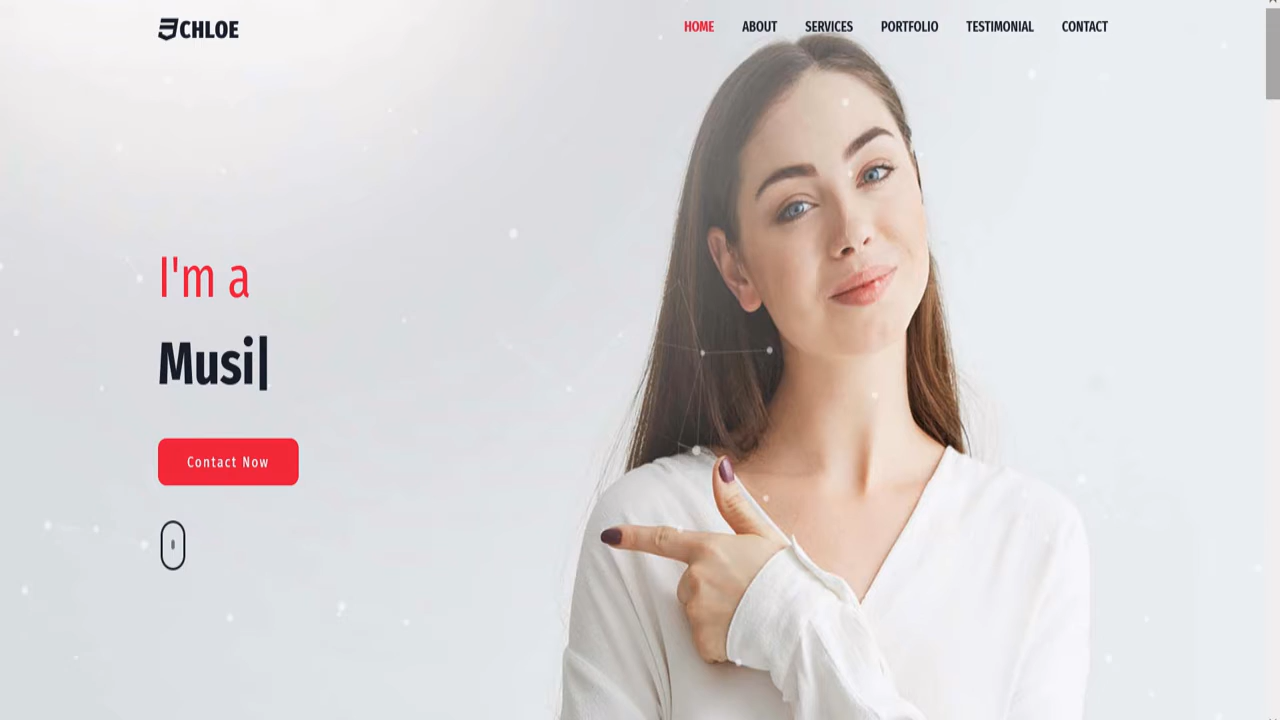 CHLOE
HOME ABOUT SERVICES PORTFOLIO TESTIMONIAL CONTACT
I'm a
Musi|
Contact Now